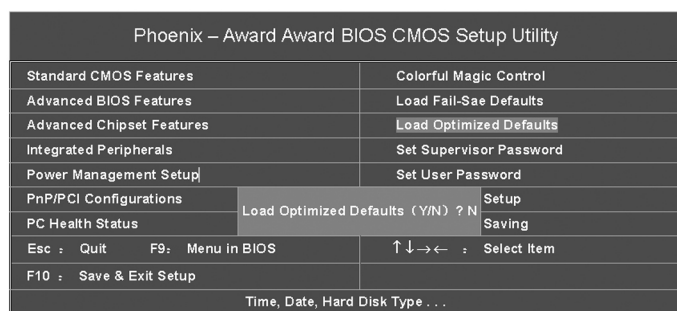 Phoenix – Award Award BIOS CMOS Setup Utility
Standard CMOS Features
Colorful Magic Control
Advanced BIOS Features
Load Fail-Sae Defaults
Advanced Chipset Features
Load Optimized Defaults
Integrated Peripherals
Set Supervisor Password
Power Management Setup
Set User Password
PnP/PCI Configurations
Setup
Load Optimized Defaults (Y/N) ? N
PC Health Status
Saving
Esc : Quit F9: Menu in BIOS
↑↓→← : Select Item
F10 : Save & Exit Setup
Time, Date, Hard Disk Type . . .